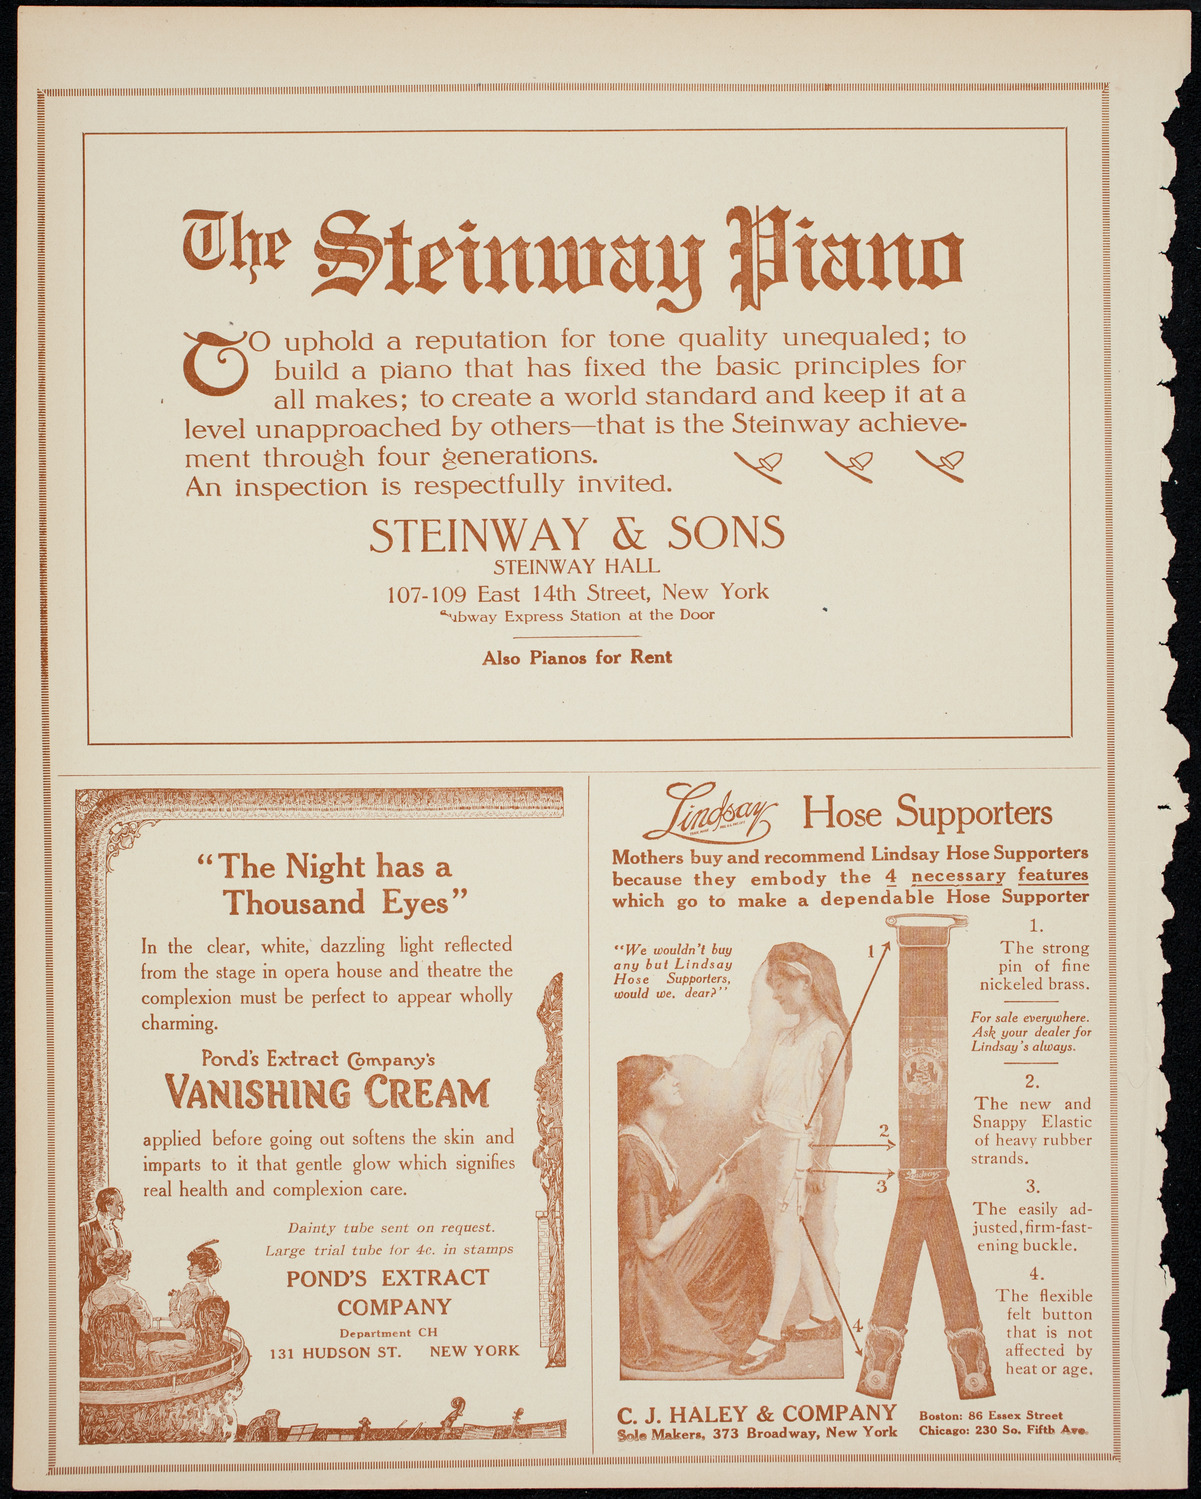 The Steinway Piano
TO uphold a reputation for tone quality unequaled; to
build a piano that has fixed the basic principles for
all makes; to create a world standard and keep it at a
level unapproached by others—that is the Steinway achieve-
ment through four generations.
An inspection is respectfully invited.
STEINWAY & SONS
STEINWAY HALL
107-109 East 14th Street, New York
Subway Express Station at the Door
Also Pianos for Rent
"The Night has a
Thousand Eyes"
In the clear, white, dazzling light reflected
from the stage in opera house and theatre the
complexion must be perfect to appear wholly
charming.
Pond's Extract Company's
VANISHING CREAM
applied before going out softens the skin and
imparts to it that gentle glow which signifies
real health and complexion care.
Dainty tube sent on request.
Large trial tube for 4c. in stamps
POND'S EXTRACT
COMPANY
Department CH
131 HUDSON ST. NEW YORK
Lindsay Hose Supporters
Mothers buy and recommend Lindsay Hose Supporters
because they embody the 4 necessary features
which go to make a dependable Hose Supporter
"We wouldn't buy
any but Lindsay
Hose Supporters,
would we, dear?"
1
2
3
4
1.
The strong
pin of fine
nickeled brass.
For sale everywhere.
Ask your dealer for
Lindsay's always.
2.
The new and
Snappy Elastic
of heavy rubber
strands.
3.
The easily ad-
justed, firm-fast-
ening buckle.
4.
The flexible
felt button
that is not
affected by
heat or age.
C. J. HALEY & COMPANY
Sole Makers, 373 Broadway, New York
Boston: 86 Essex Street
Chicago: 230 So. Fifth Ave.